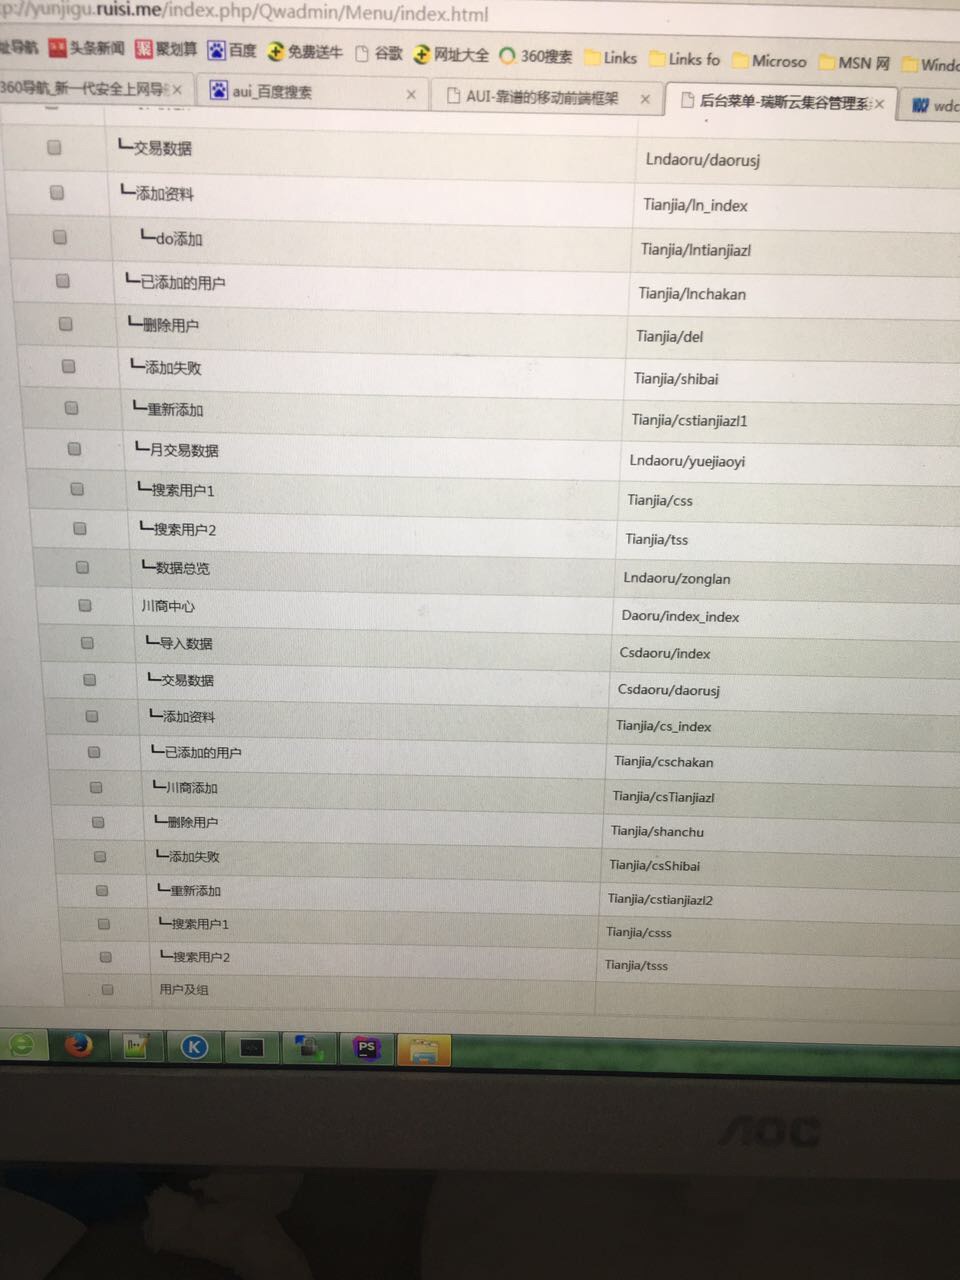 p://yunjigu.ruisi.me/index.php/Qwadmin/Menu/index.html
址导航 头条新闻 聚 聚划算 百度 免费送牛 谷歌 网址大全 360搜索 Links Links fo Microso MSN 网 Windo
360导航_新一代安全上网导 aui_百度搜索 AUI-靠谱的移动前端框架 后台菜单-瑞斯云集谷管理系 wdc
┗━交易数据 Lndaoru/daorusj
┗━添加资料 Tianjia/ln_index
┗━do添加 Tianjia/lntianjiazl
┗━已添加的用户 Tianjia/lnchakan
┗━删除用户 Tianjia/del
┗━添加失败 Tianjia/shibai
┗━重新添加 Tianjia/cstianjiazl1
┗━月交易数据 Lndaoru/yuejiaoyi
┗━搜索用户1 Tianjia/css
┗━搜索用户2 Tianjia/tss
┗━数据总览 Lndaoru/zonglan
川商中心 Daoru/index_index
┗━导入数据 Csdaoru/index
┗━交易数据 Csdaoru/daorusj
┗━添加资料 Tianjia/cs_index
┗━已添加的用户 Tianjia/cschakan
┗━川商添加 Tianjia/csTianjiazl
┗━删除用户 Tianjia/shanchu
┗━添加失败 Tianjia/csShibai
┗━重新添加 Tianjia/cstianjiazl2
┗━搜索用户1 Tianjia/csss
┗━搜索用户2 Tianjia/tsss
用户及组
K PS
AOC